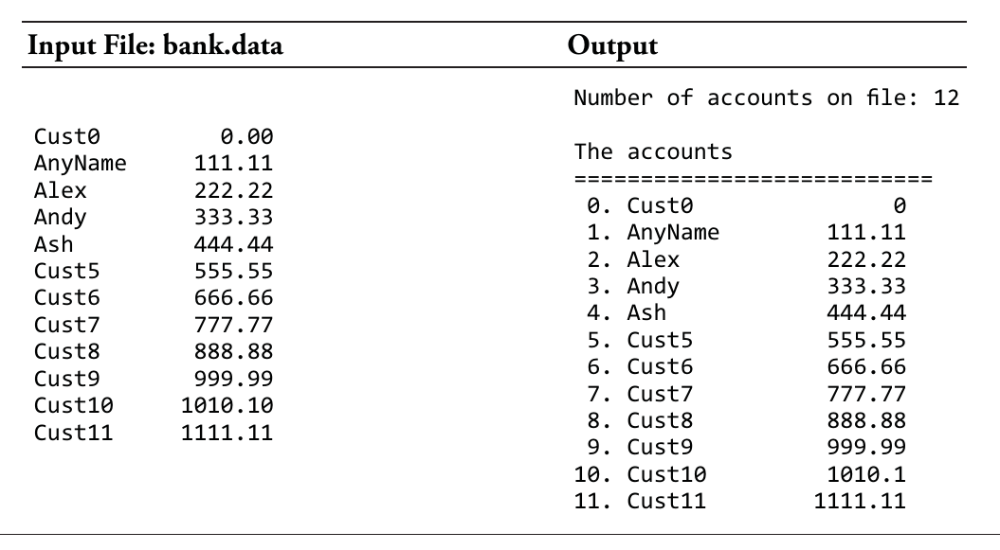 Input File: bank.data Output
Number of accounts on file: 12
Cust0 0.00
AnyName 111.11
Alex 222.22
Andy 333.33
Ash 444.44
Cust5 555.55
Cust6 666.66
Cust7 777.77
Cust8 888.88
Cust9 999.99
Cust10 1010.10
Cust11 1111.11
The accounts
===========================
0. Cust0 0
1. AnyName 111.11
2. Alex 222.22
3. Andy 333.33
4. Ash 444.44
5. Cust5 555.55
6. Cust6 666.66
7. Cust7 777.77
8. Cust8 888.88
9. Cust9 999.99
10. Cust10 1010.1
11. Cust11 1111.11